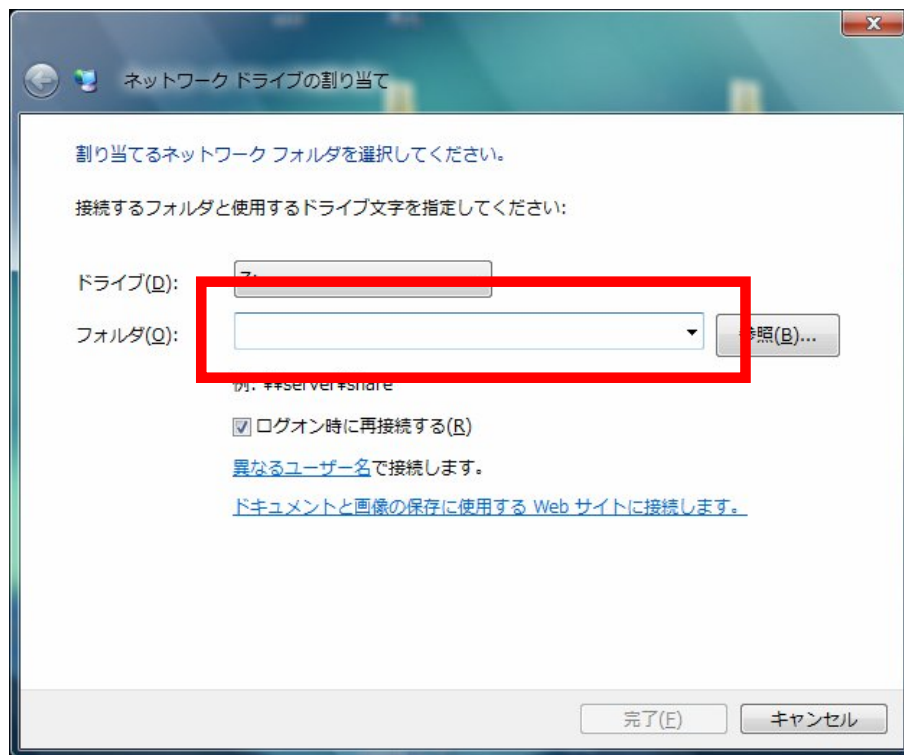 ネットワーク ドライブの割り当て
割り当てるネットワーク フォルダを選択してください。
接続するフォルダと使用するドライブ文字を指定してください:
ドライブ(D):
フォルダ(O):
参照(B)...
例: ¥¥server¥share
ログオン時に再接続する(R)
異なるユーザー名で接続します。
ドキュメントと画像の保存に使用する Web サイトに接続します。
完了(F)
キャンセル